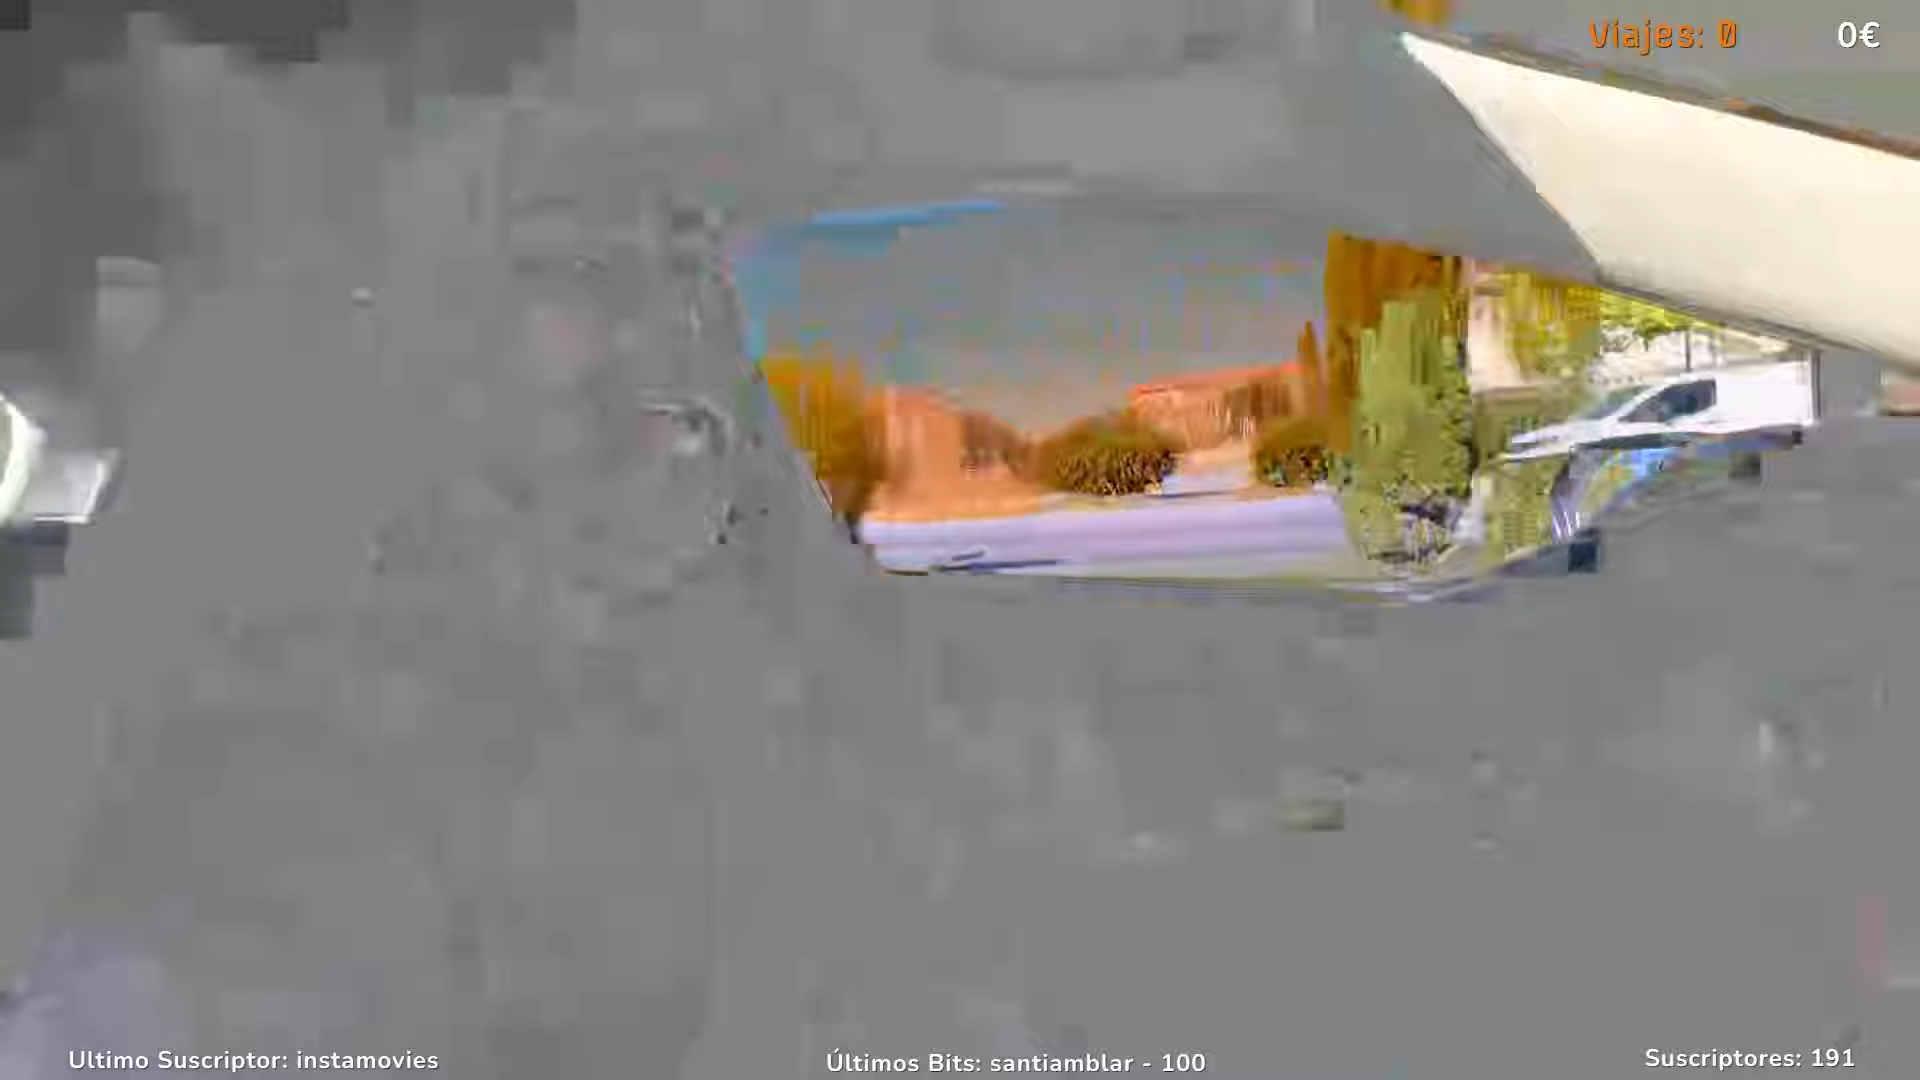 Viajes: 0
0€
Ultimo Suscriptor: instamovies
Últimos Bits: santiamblar - 100
Suscriptores: 191